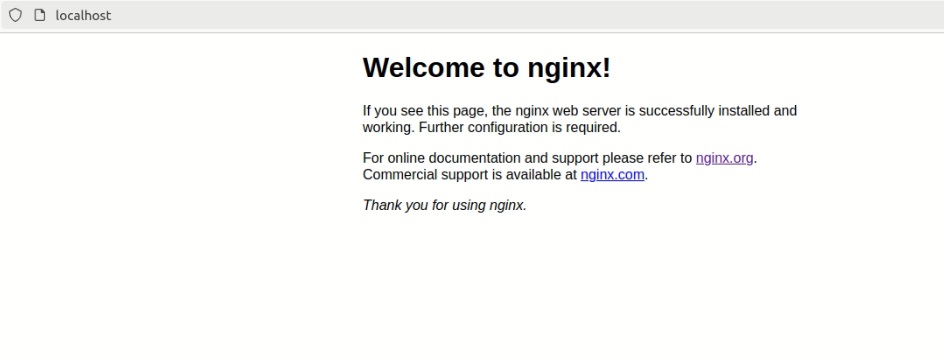 localhost
Welcome to nginx!
If you see this page, the nginx web server is successfully installed and
working. Further configuration is required.
For online documentation and support please refer to nginx.org.
Commercial support is available at nginx.com.
Thank you for using nginx.